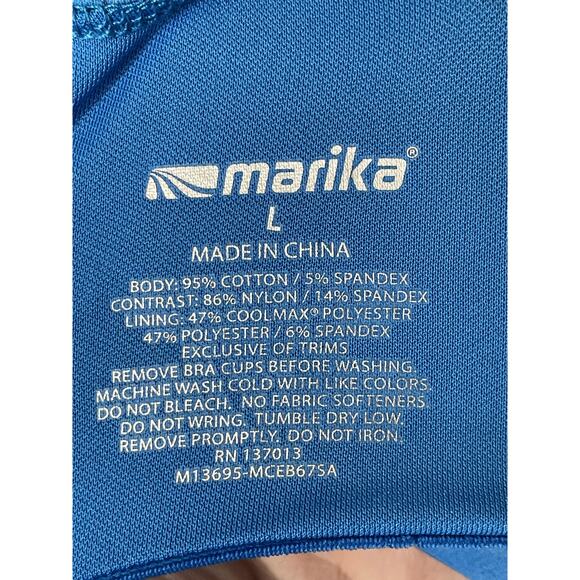 marika®
L
MADE IN CHINA
BODY: 95% COTTON / 5% SPANDEX
CONTRAST: 86% NYLON / 14% SPANDEX
LINING: 47% COOLMAX® POLYESTER
47% POLYESTER / 6% SPANDEX
EXCLUSIVE OF TRIMS
REMOVE BRA CUPS BEFORE WASHING.
MACHINE WASH COLD WITH LIKE COLORS.
DO NOT BLEACH. NO FABRIC SOFTENERS.
DO NOT WRING. TUMBLE DRY LOW.
REMOVE PROMPTLY. DO NOT IRON.
RN 137013
M13695-MCEB67SA